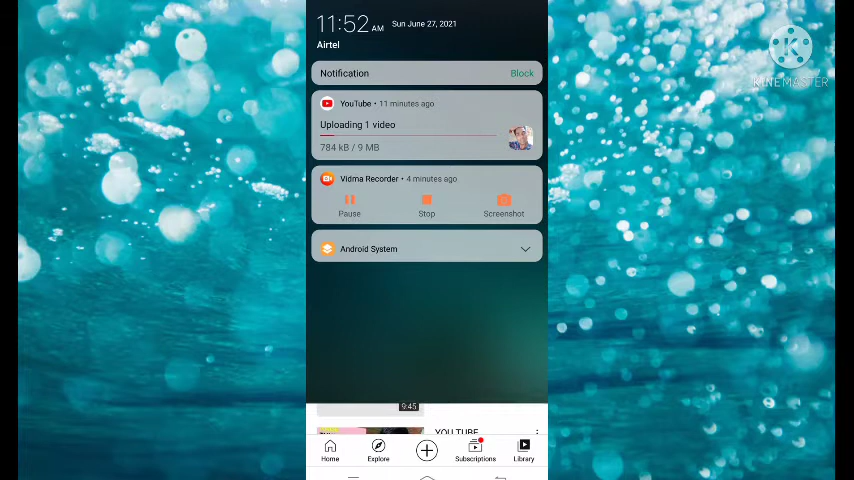 11:52 AM Sun June 27, 2021
Airtel
Notification Block
YouTube • 11 minutes ago
Uploading 1 video
784 kB / 9 MB
Vidma Recorder • 4 minutes ago
Pause Stop Screenshot
Android System
9:45
YOU TUBE
Home Explore Subscriptions Library
K
KINEMASTER